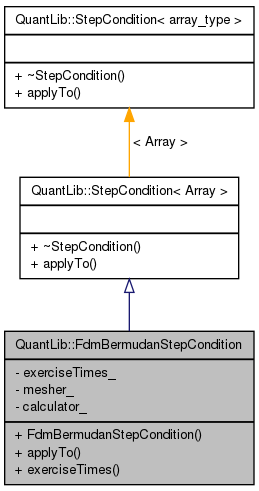 QuantLib::StepCondition< array_type >
+ ~StepCondition()
+ applyTo()
< Array >
QuantLib::StepCondition< Array >
+ ~StepCondition()
+ applyTo()
QuantLib::FdmBermudanStepCondition
- exerciseTimes_
- mesher_
- calculator_
+ FdmBermudanStepCondition()
+ applyTo()
+ exerciseTimes()